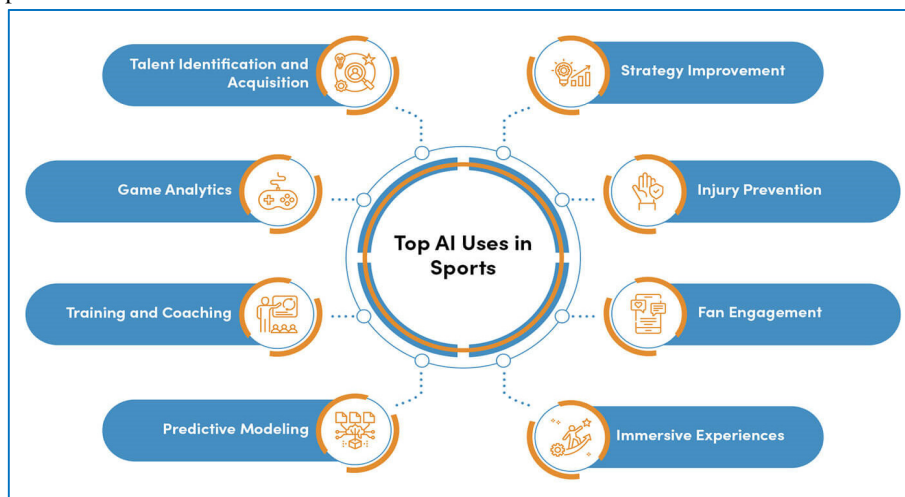 Talent Identification and
Acquisition
Strategy Improvement
Game Analytics
Injury Prevention
Top AI Uses in
Sports
Training and Coaching
Fan Engagement
Predictive Modeling
Immersive Experiences